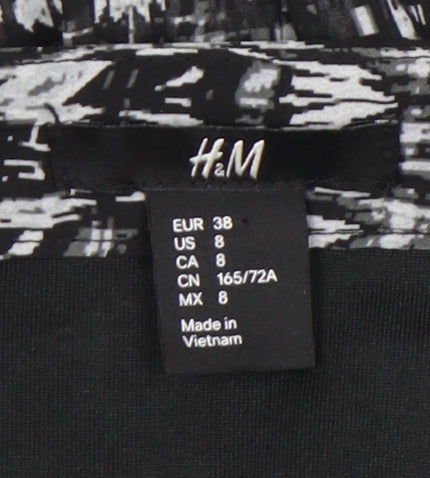 H&M
EUR 38
US 8
CA 8
CN 165/72A
MX 8
Made in
Vietnam